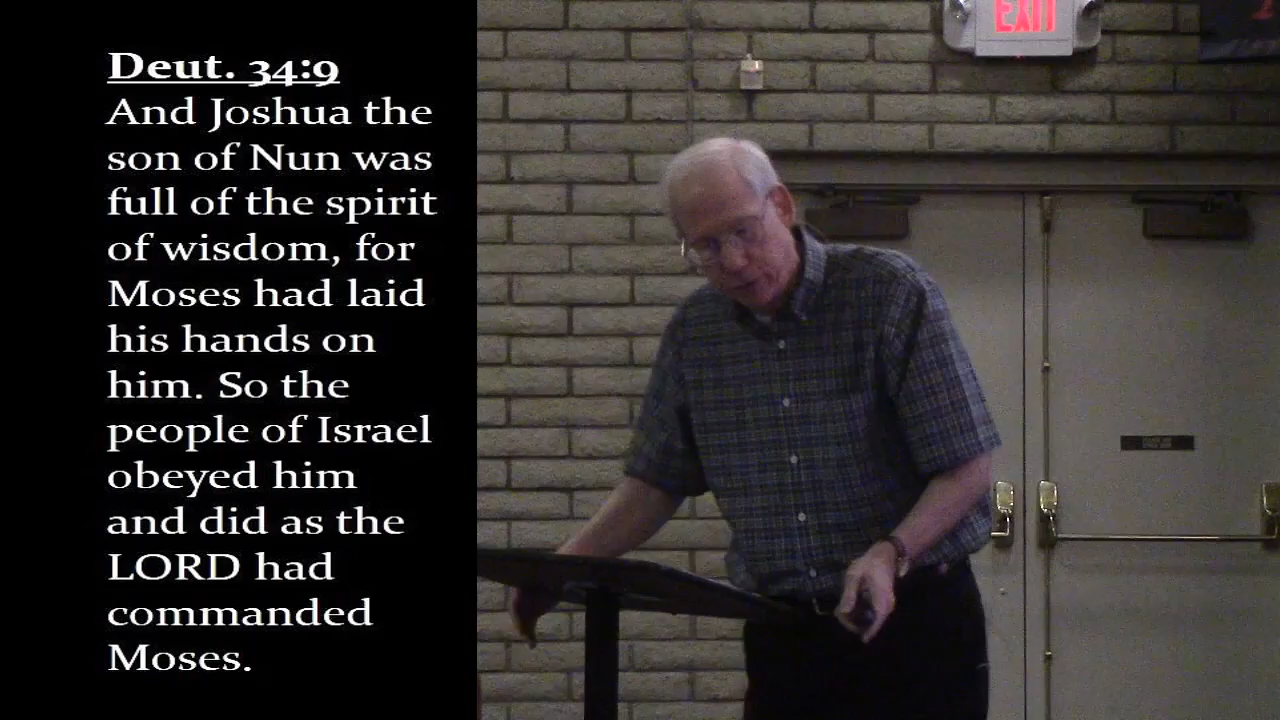 Deut. 34:9
And Joshua the
son of Nun was
full of the spirit
of wisdom, for
Moses had laid
his hands on
him. So the
people of Israel
obeyed him
and did as the
LORD had
commanded
Moses.
EXIT